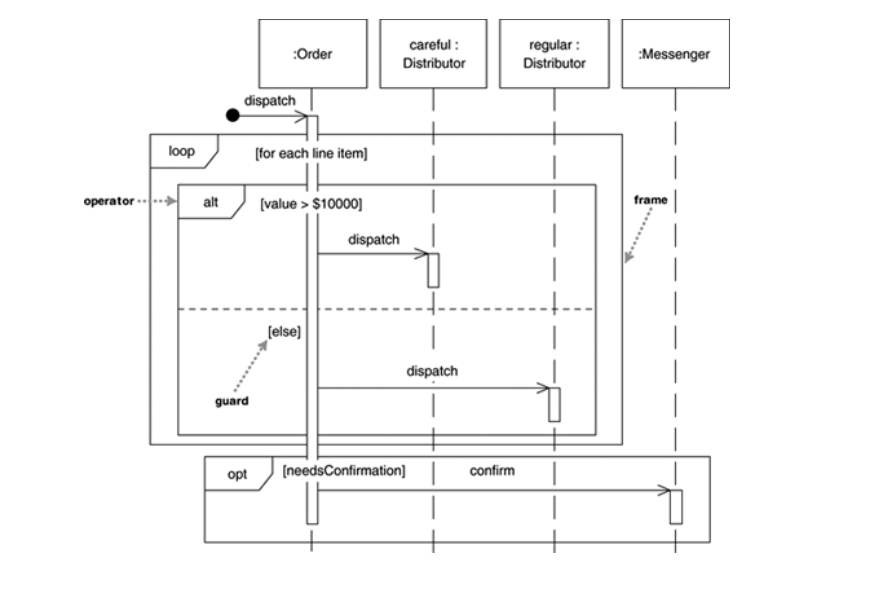 :Order
careful :
Distributor
regular :
Distributor
:Messenger
dispatch
loop
[for each line item]
operator
alt
[value > $10000]
frame
dispatch
[else]
dispatch
guard
opt
[needsConfirmation]
confirm